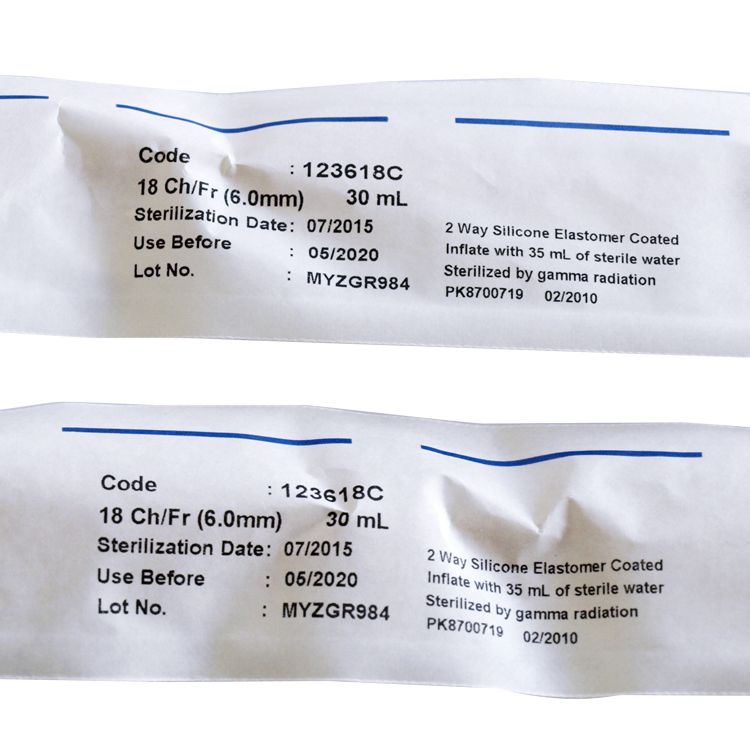 Code : 123618C
18 Ch/Fr (6.0mm) 30 mL
Sterilization Date: 07/2015
Use Before : 05/2020
Lot No. : MYZGR984
2 Way Silicone Elastomer Coated
Inflate with 35 mL of sterile water
Sterilized by gamma radiation
PK8700719 02/2010
Code : 123618C
18 Ch/Fr (6.0mm) 30 mL
Sterilization Date: 07/2015
Use Before : 05/2020
Lot No. : MYZGR984
2 Way Silicone Elastomer Coated
Inflate with 35 mL of sterile water
Sterilized by gamma radiation
PK8700719 02/2010